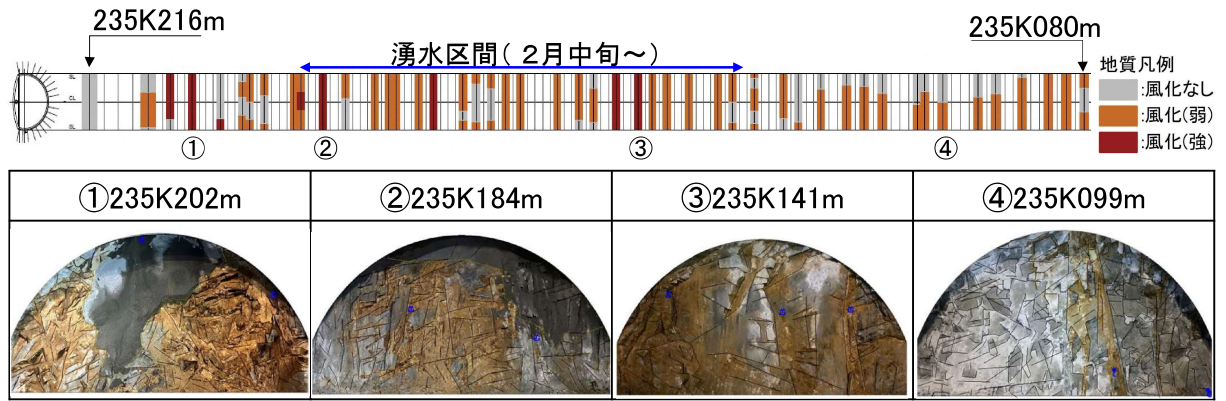 235K216m
235K080m
湧水区間( 2月中旬~)
地質凡例
:風化なし
:風化(弱)
:風化(強)
① ② ③ ④
①235K202m
②235K184m
③235K141m
④235K099m